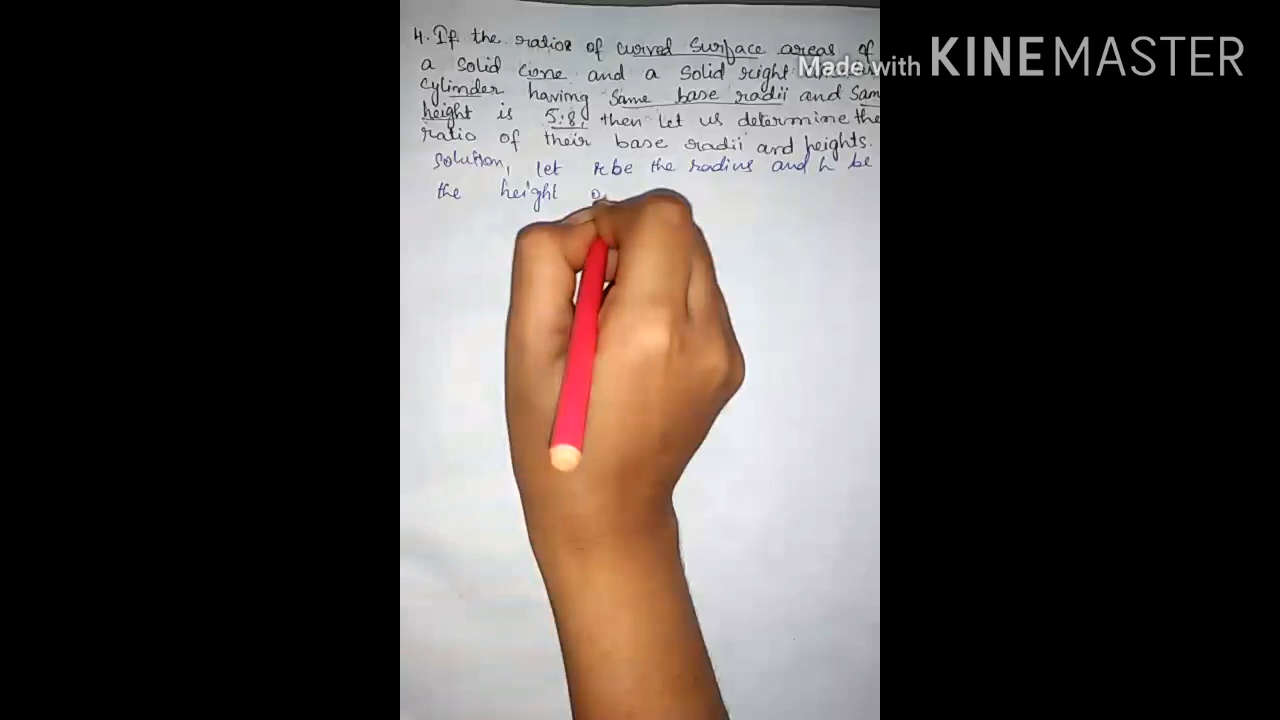 4. If the ratios of curved surface areas of
a solid cone and a solid right
cylinder having same base radii and sam
height is 5:8, then let us determine the
ratio of their base radii and heights.
solution, let r be the radius and h be
the height
Made with KINEMASTER